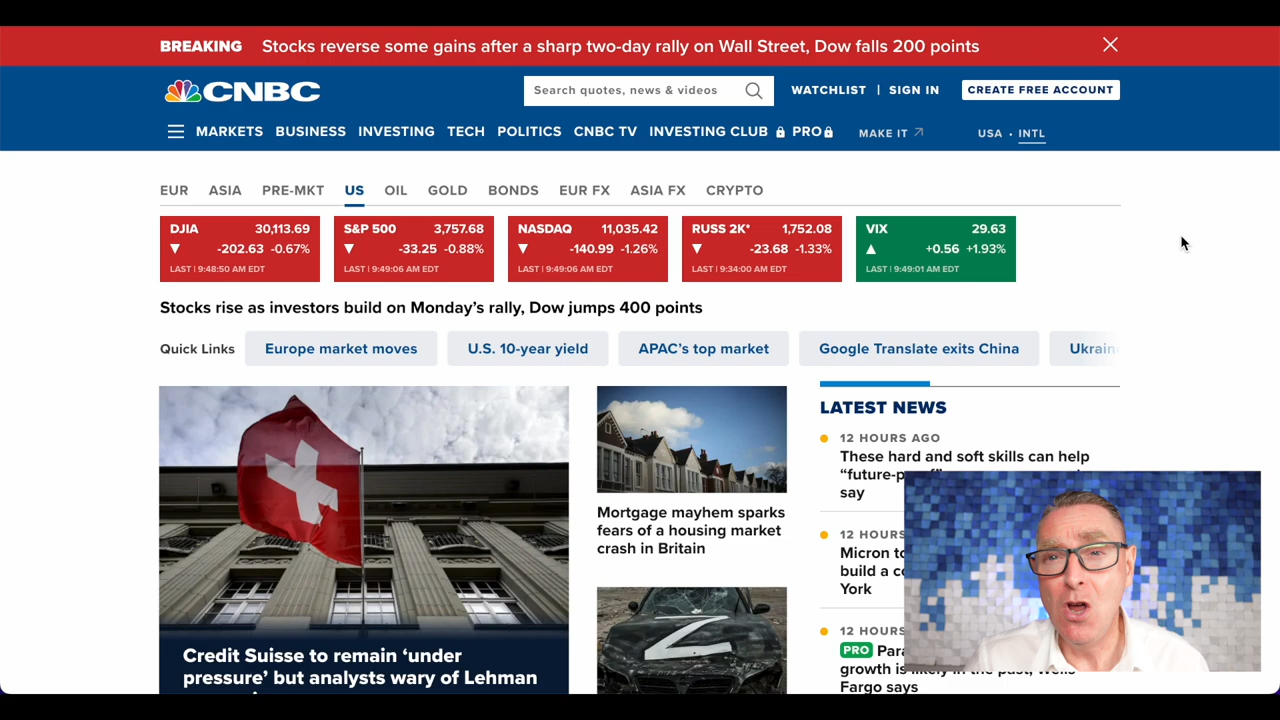 BREAKING Stocks reverse some gains after a sharp two-day rally on Wall Street, Dow falls 200 points
CNBC
Search quotes, news & videos
WATCHLIST | SIGN IN
CREATE FREE ACCOUNT
MARKETS BUSINESS INVESTING TECH POLITICS CNBC TV INVESTING CLUB PRO MAKE IT USA • INTL
EUR ASIA PRE-MKT US OIL GOLD BONDS EUR FX ASIA FX CRYPTO
DJIA 30,113.69
▼ -202.63 -0.67%
LAST | 9:48:50 AM EDT
S&P 500 3,757.68
▼ -33.25 -0.88%
LAST | 9:49:06 AM EDT
NASDAQ 11,035.42
▼ -140.99 -1.26%
LAST | 9:49:06 AM EDT
RUSS 2K* 1,752.08
▼ -23.68 -1.33%
LAST | 9:34:00 AM EDT
VIX 29.63
▲ +0.56 +1.93%
LAST | 9:49:01 AM EDT
Stocks rise as investors build on Monday's rally, Dow jumps 400 points
Quick Links
Europe market moves
U.S. 10-year yield
APAC's top market
Google Translate exits China
Ukrain
Credit Suisse to remain 'under
pressure' but analysts wary of Lehman
Mortgage mayhem sparks
fears of a housing market
crash in Britain
Z
LATEST NEWS
12 HOURS AGO
These hard and soft skills can help
say
12 HOURS
Micron to
build a
York
12 HOURS
PRO
growth is likely in the past, Wells
Fargo says